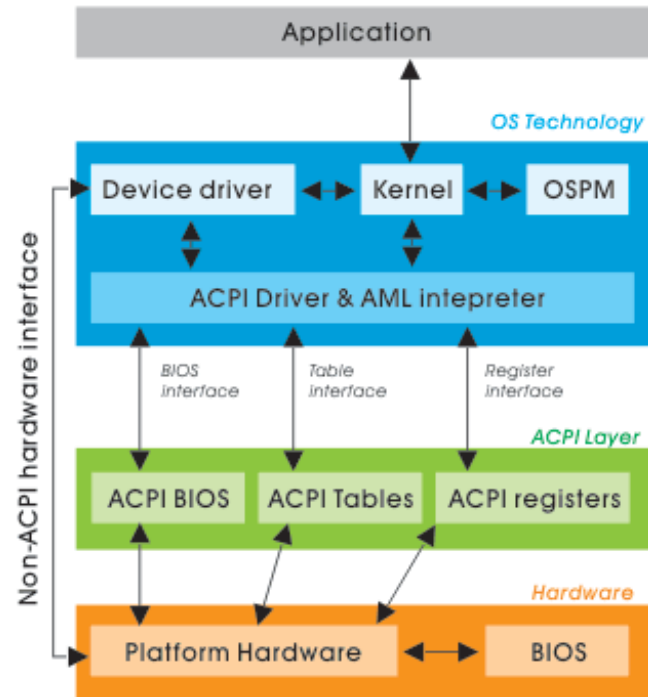 Application
OS Technology
Device driver
Kernel
OSPM
ACPI Driver & AML intepreter
Non-ACPI hardware interface
BIOS
interface
Table
interface
Register
interface
ACPI Layer
ACPI BIOS
ACPI Tables
ACPI registers
Hardware
Platform Hardware
BIOS